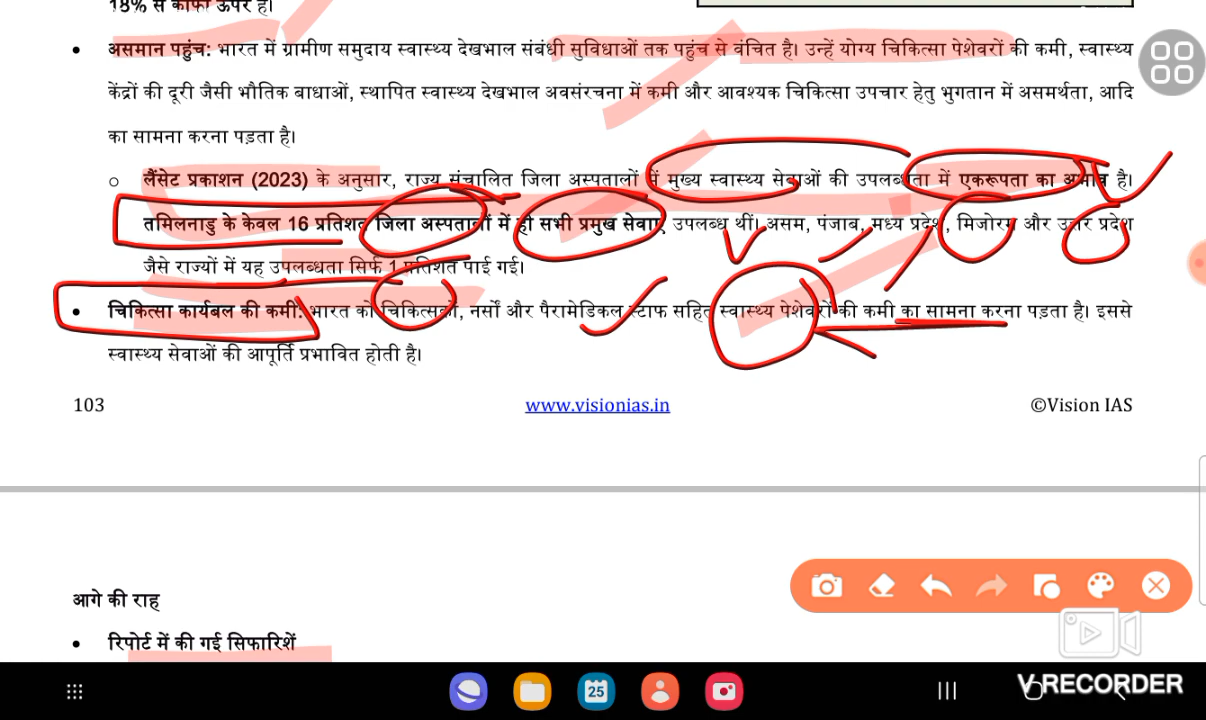 18% से काफी ऊपर है।
असमान पहुंच: भारत में ग्रामीण समुदाय स्वास्थ्य देखभाल संबंधी सुविधाओं तक पहुंच से वंचित है। उन्हें योग्य चिकित्सा पेशेवरों की कमी, स्वास्थ्य
केंद्रों की दूरी जैसी भौतिक बाधाओं, स्थापित स्वास्थ्य देखभाल अवसंरचना में कमी और आवश्यक चिकित्सा उपचार हेतु भुगतान में असमर्थता, आदि
का सामना करना पड़ता है।
लैंसेट प्रकाशन (2023) के अनुसार, राज्य संचालित जिला अस्पतालों में मुख्य स्वास्थ्य सेवाओं की उपलब्धता में एकरूपता का अभाव है।
तमिलनाडु के केवल 16 प्रतिशत जिला अस्पतालों में ही सभी प्रमुख सेवाएं उपलब्ध थीं। असम, पंजाब, मध्य प्रदेश, मिजोरम और उत्तर प्रदेश
जैसे राज्यों में यह उपलब्धता सिर्फ 1 प्रतिशत पाई गई।
चिकित्सा कार्यबल की कमी: भारत को चिकित्सकों, नर्सों और पैरामेडिकल स्टाफ सहित स्वास्थ्य पेशेवरों की कमी का सामना करना पड़ता है। इससे
स्वास्थ्य सेवाओं की आपूर्ति प्रभावित होती है।
103 www.visionias.in ©Vision IAS
आगे की राह
रिपोर्ट में की गई सिफारिशें
25
V RECORDER